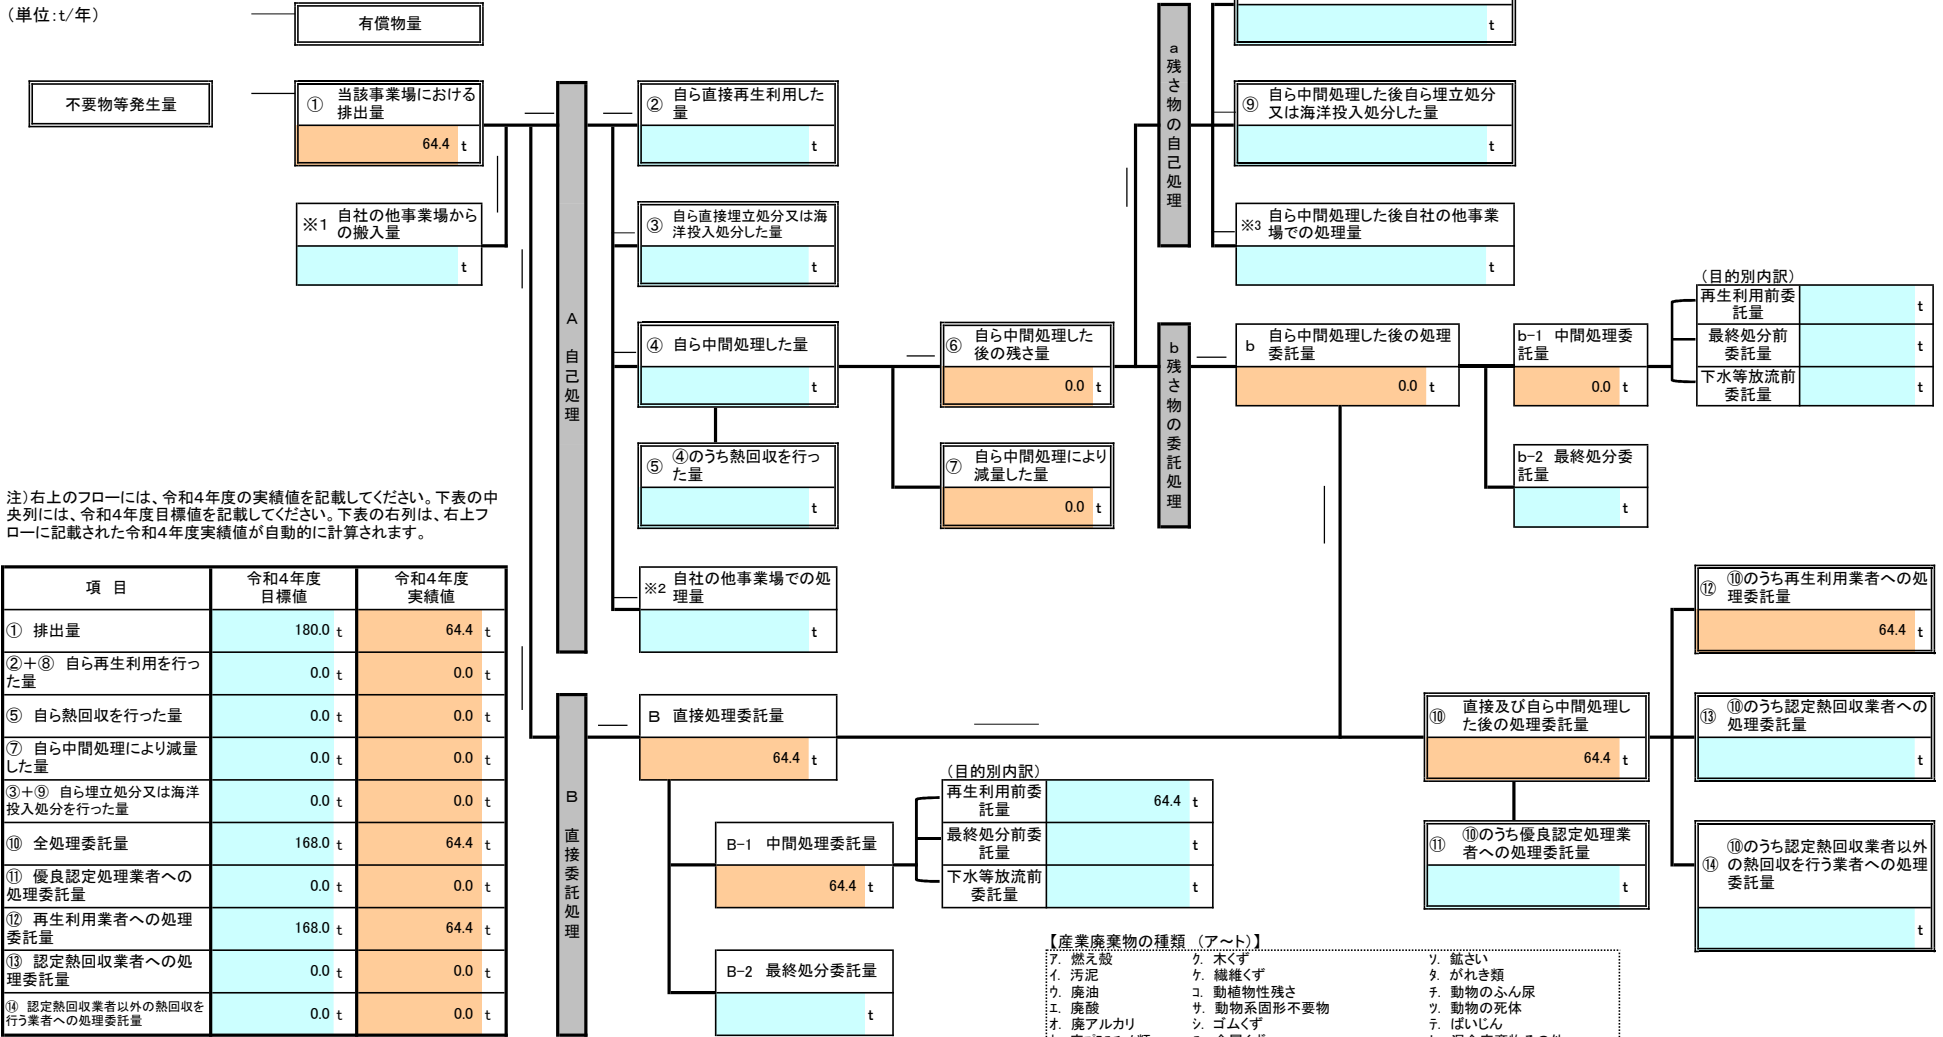 (単位:t/年)
有償物量
t
不要物等発生量
① 当該事業場における
排出量
64.4 t
※1 自社の他事業場から
の搬入量
t
A 自己処理
② 自ら直接再生利用した
量
t
③ 自ら直接埋立処分又は海
洋投入処分した量
t
④ 自ら中間処理した量
t
⑤ ④のうち熱回収を行っ
た量
t
※2 自社の他事業場での処
理量
t
⑥ 自ら中間処理した
後の残さ量
0.0 t
⑦ 自ら中間処理により
減量した量
0.0 t
a 残さ物の自己処理
⑨ 自ら中間処理した後自ら埋立処分
又は海洋投入処分した量
t
※3 自ら中間処理した後自社の他事業
場での処理量
t
b 残さ物の委託処理
b 自ら中間処理した後の処理
委託量
0.0 t
b-1 中間処理委
託量
0.0 t
b-2 最終処分委
託量
t
(目的別内訳)
再生利用前委
託量
t
最終処分前
委託量
t
下水等放流前
委託量
t
注)右上のフローには、令和4年度の実績値を記載してください。下表の中
央列には、令和4年度目標値を記載してください。下表の右列は、右上フ
ローに記載された令和4年度実績値が自動的に計算されます。
項 目 令和4年度
目標値 令和4年度
実績値
① 排出量 180.0 t 64.4 t
②+⑧ 自ら再生利用を行っ
た量 0.0 t 0.0 t
⑤ 自ら熱回収を行った量 0.0 t 0.0 t
⑦ 自ら中間処理により減量
した量 0.0 t 0.0 t
③+⑨ 自ら埋立処分又は海洋
投入処分を行った量 0.0 t 0.0 t
⑩ 全処理委託量 168.0 t 64.4 t
⑪ 優良認定処理業者への
処理委託量 0.0 t 0.0 t
⑫ 再生利用業者への処理
委託量 168.0 t 64.4 t
⑬ 認定熱回収業者への処
理委託量 0.0 t 0.0 t
⑭ 認定熱回収業者以外の熱回収を
行う業者への処理委託量 0.0 t 0.0 t
B 直接委託処理
B 直接処理委託量
64.4 t
B-1 中間処理委託量
64.4 t
B-2 最終処分委託量
t
(目的別内訳)
再生利用前委
託量
64.4 t
最終処分前委
託量
t
下水等放流前
委託量
t
⑩ 直接及び自ら中間処理し
た後の処理委託量
64.4 t
⑪ ⑩のうち優良認定処理業
者への処理委託量
t
⑫ ⑩のうち再生利用業者への処
理委託量
64.4 t
⑬ ⑩のうち認定熱回収業者への
処理委託量
t
⑭ ⑩のうち認定熱回収業者以外
の熱回収を行う業者への処理
委託量
t
【産業廃棄物の種類 (ア~ト)】
ア. 燃え殻 ク. 木くず ソ. 鉱さい
イ. 汚泥 ケ. 繊維くず タ. がれき類
ウ. 廃油 コ. 動植物性残さ チ. 動物のふん尿
エ. 廃酸 サ. 動物系固形不要物 ツ. 動物の死体
オ. 廃アルカリ シ. ゴムくず テ. ばいじん